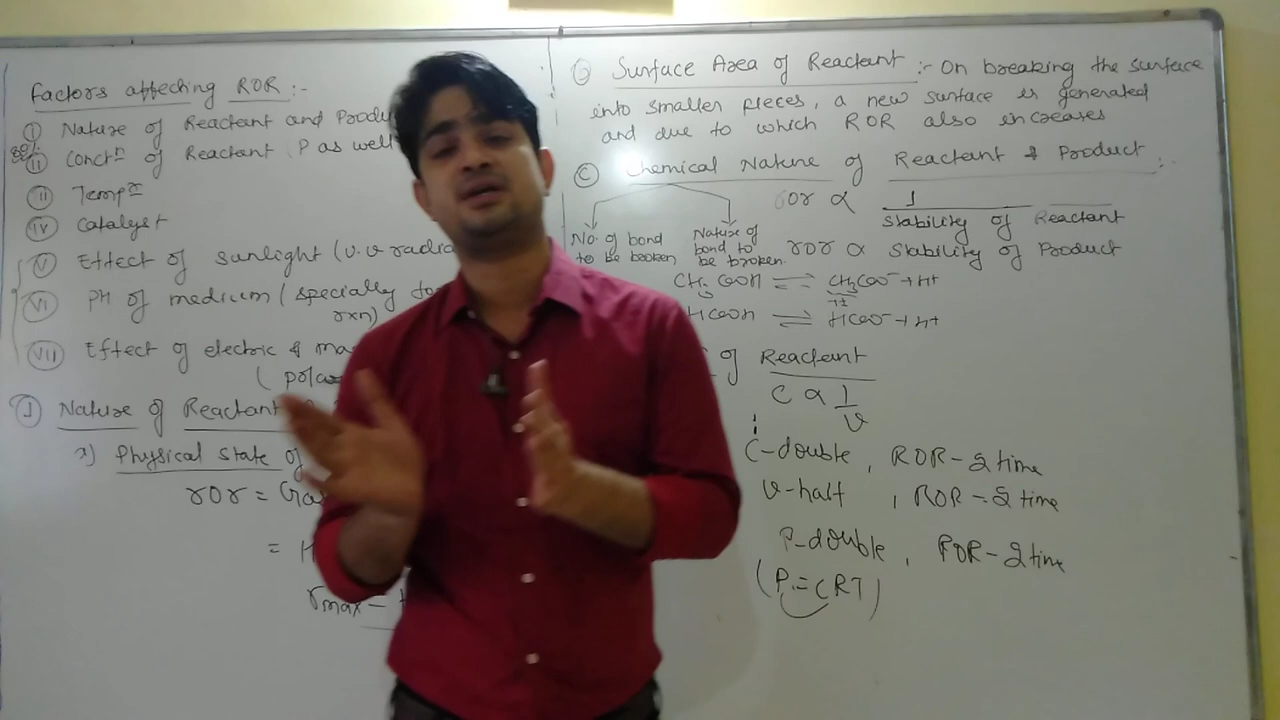 Factors affecting ROR :-
I Nature of Reactant and Produ
II Conctn of Reactant P as well
III Temp
IV Catalyst
V Effect of sunlight (U.V radia
VI PH of medium (specially for
rxn)
VII Effect of electric & ma
(
I Nature of Reactant
a) Physical State of
ror = Ga
= H
rmax -
Surface Area of Reactant :- On breaking the surface
into smaller pieces, a new surface is generated
and due to which ROR also increases
C Chemical Nature of Reactant & Product :-
No. of bond to be broken
Nature of bond to be broken
ror ∝ 1 / Stability of Reactant
ror ∝ Stability of Product
CH3COOH ⇌ CH3COO- + H+
+I
HCOOH ⇌ HCOO- + H+
of Reactant
C ∝ 1/V
C-double, ROR-2 time
V-half, ROR-2 time
P-double, ROR-2 time
(P = CRT)